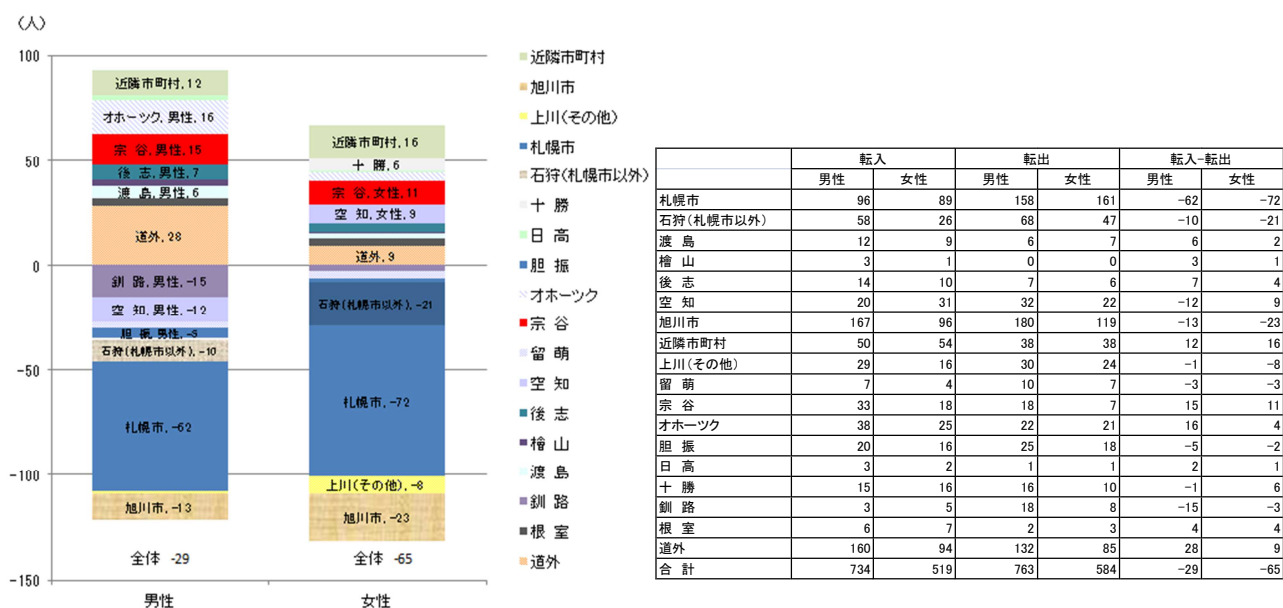 (人)
100
50
0
-50
-100
-150
近隣市町村, 12
オホーツク, 男性, 16
宗 谷, 男性, 15
後 志, 男性, 7
渡 島, 男性, 6
道外, 28
釧 路, 男性, -15
空 知, 男性, -12
胆 振, 男性, -5
石狩(札幌市以外), -10
札幌市, -62
旭川市, -13
全体 -29
男性
近隣市町村, 16
十 勝, 6
宗 谷, 女性, 11
空 知, 女性, 9
道外, 9
石狩(札幌市以外), -21
札幌市, -72
上川(その他), -8
旭川市, -23
全体 -65
女性
近隣市町村
旭川市
上川(その他)
札幌市
石狩(札幌市以外)
十 勝
日 高
胆 振
オホーツク
宗 谷
留 萌
空 知
後 志
檜 山
渡 島
釧 路
根 室
道外
転入 転出 転入-転出
男性 女性 男性 女性 男性 女性
札幌市 96 89 158 161 -62 -72
石狩(札幌市以外) 58 26 68 47 -10 -21
渡 島 12 9 6 7 6 2
檜 山 3 1 0 0 3 1
後 志 14 10 7 6 7 4
空 知 20 31 32 22 -12 9
旭川市 167 96 180 119 -13 -23
近隣市町村 50 54 38 38 12 16
上川(その他) 29 16 30 24 -1 -8
留 萌 7 4 10 7 -3 -3
宗 谷 33 18 18 7 15 11
オホーツク 38 25 22 21 16 4
胆 振 20 16 25 18 -5 -2
日 高 3 2 1 1 2 1
十 勝 15 16 16 10 -1 6
釧 路 3 5 18 8 -15 -3
根 室 6 7 2 3 4 4
道外 160 94 132 85 28 9
合 計 734 519 763 584 -29 -65